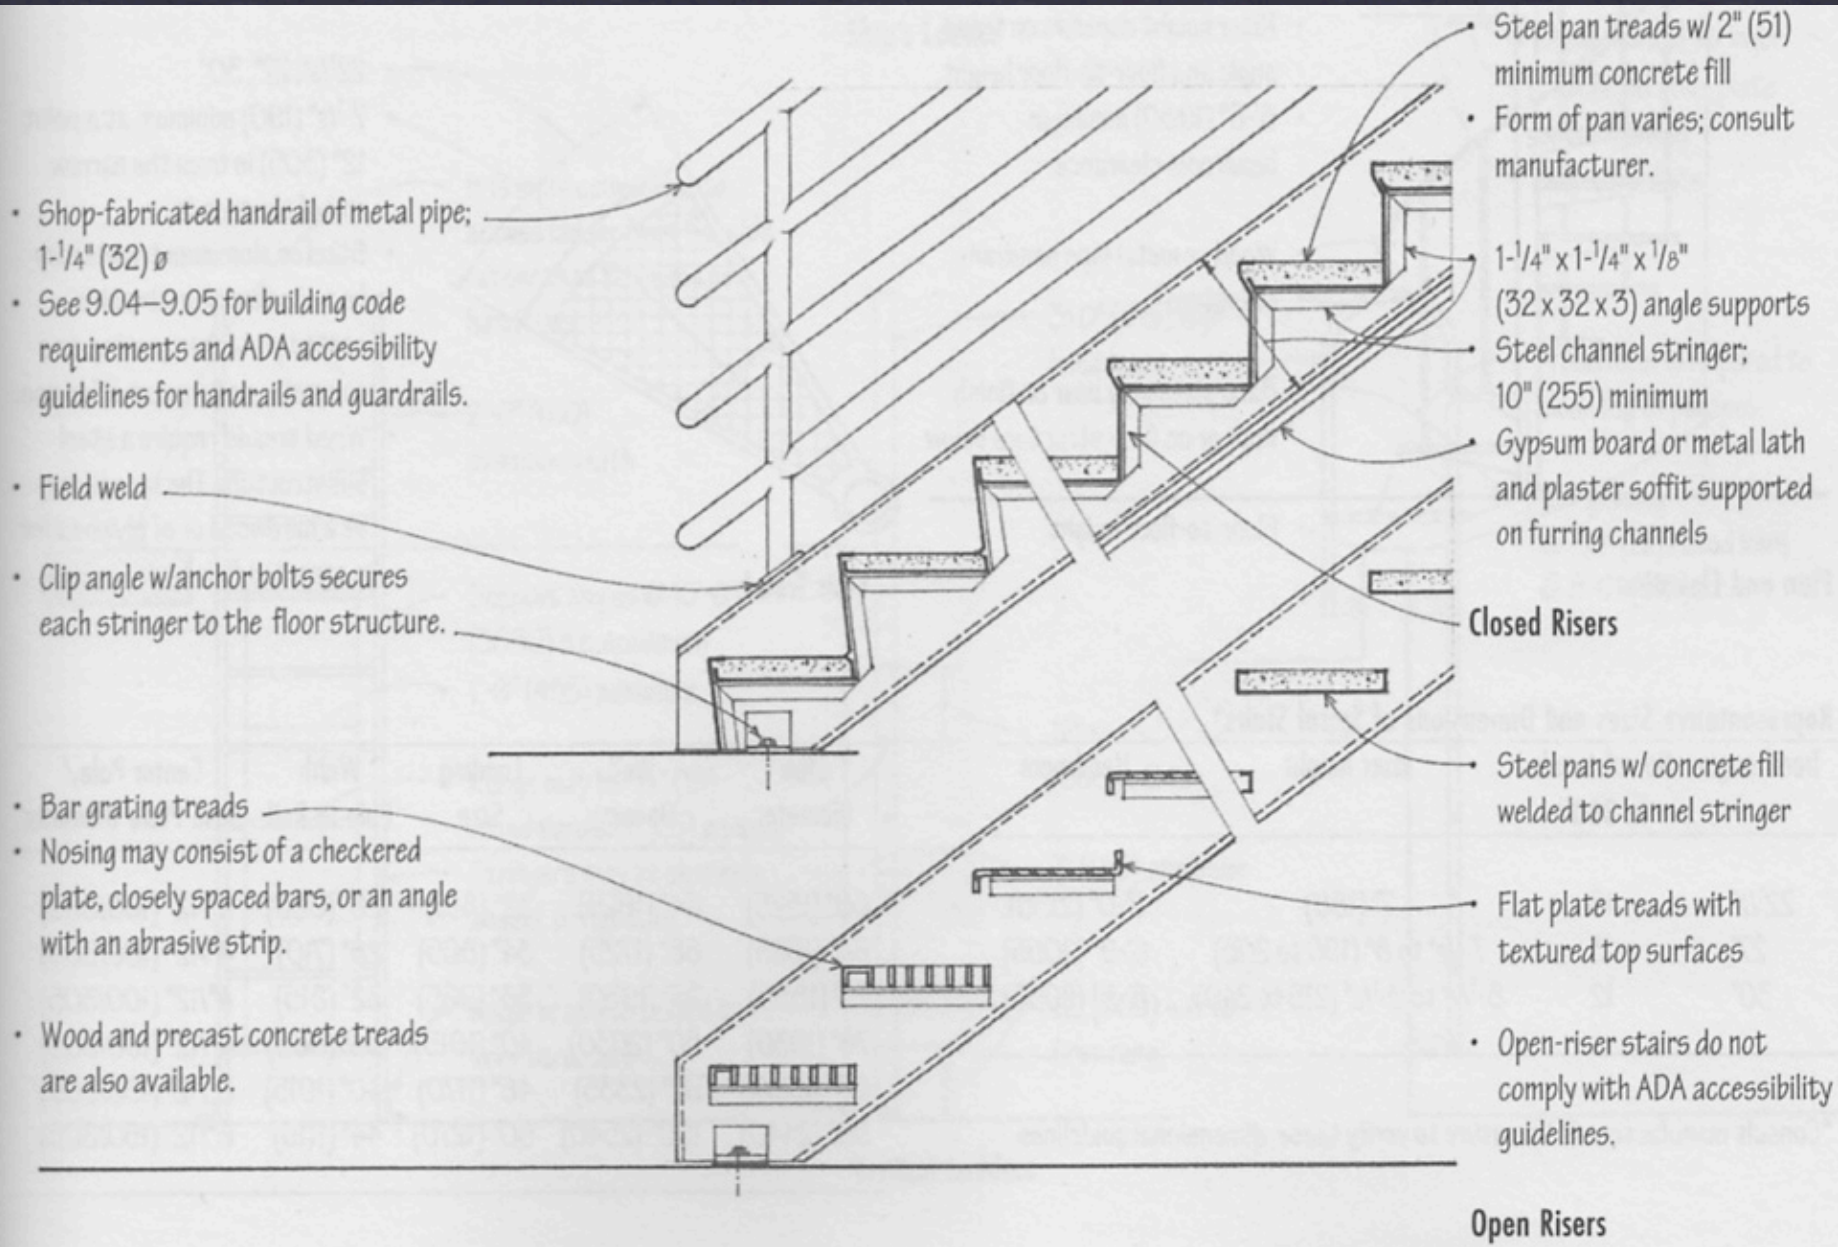 • Shop-fabricated handrail of metal pipe;
1-1/4" (32) ø
• See 9.04–9.05 for building code
requirements and ADA accessibility
guidelines for handrails and guardrails.
• Field weld
• Clip angle w/anchor bolts secures
each stringer to the floor structure.
• Bar grating treads
• Nosing may consist of a checkered
plate, closely spaced bars, or an angle
with an abrasive strip.
• Wood and precast concrete treads
are also available.
• Steel pan treads w/ 2" (51)
minimum concrete fill
• Form of pan varies; consult
manufacturer.
• 1-1/4" x 1-1/4" x 1/8"
(32 x 32 x 3) angle supports
• Steel channel stringer;
10" (255) minimum
• Gypsum board or metal lath
and plaster soffit supported
on furring channels
Closed Risers
• Steel pans w/ concrete fill
welded to channel stringer
• Flat plate treads with
textured top surfaces
• Open-riser stairs do not
comply with ADA accessibility
guidelines.
Open Risers